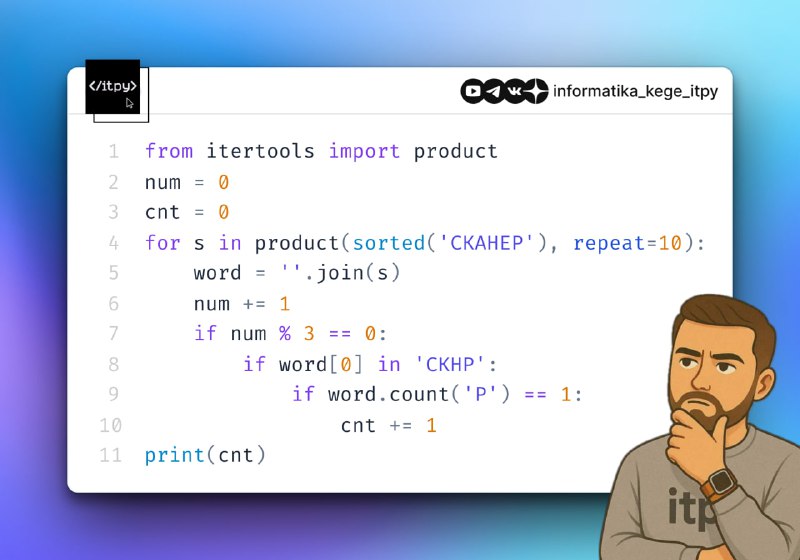 </itpy>
informatika_kege_itpy
1 from itertools import product
2 num = 0
3 cnt = 0
4 for s in product(sorted('СКАНЕР'), repeat=10):
5     word = ''.join(s)
6     num += 1
7     if num % 3 == 0:
8         if word[0] in 'СКНР':
9             if word.count('Р') == 1:
10                 cnt += 1
11 print(cnt)
itp